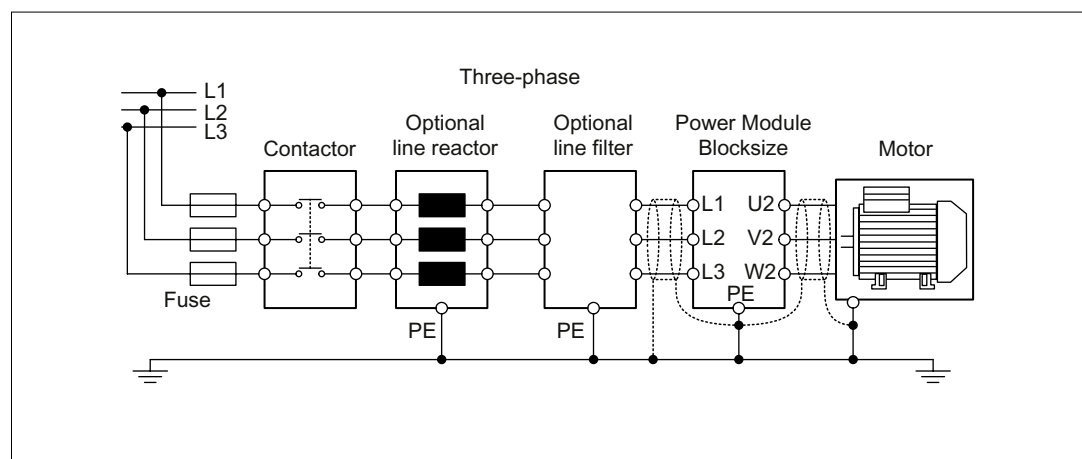 Three-phase
L1
L2
L3
Contactor
Optional
line reactor
Optional
line filter
Power Module
Blocksize
Motor
L1 U2
L2 V2
L3 W2
PE
Fuse
PE
PE